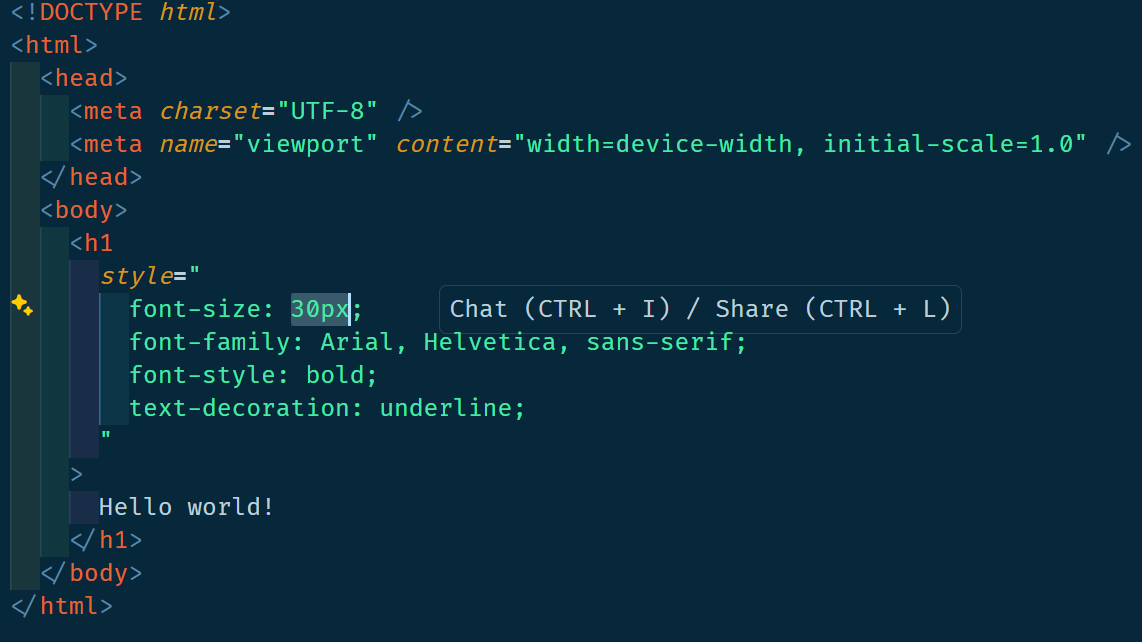 <!DOCTYPE html>
<html>
<head>
<meta charset="UTF-8" />
<meta name="viewport" content="width=device-width, initial-scale=1.0" />
</head>
<body>
<h1
style="
font-size: 30px;
Chat (CTRL + I) / Share (CTRL + L)
font-family: Arial, Helvetica, sans-serif;
font-style: bold;
text-decoration: underline;
"
>
Hello world!
</h1>
</body>
</html>